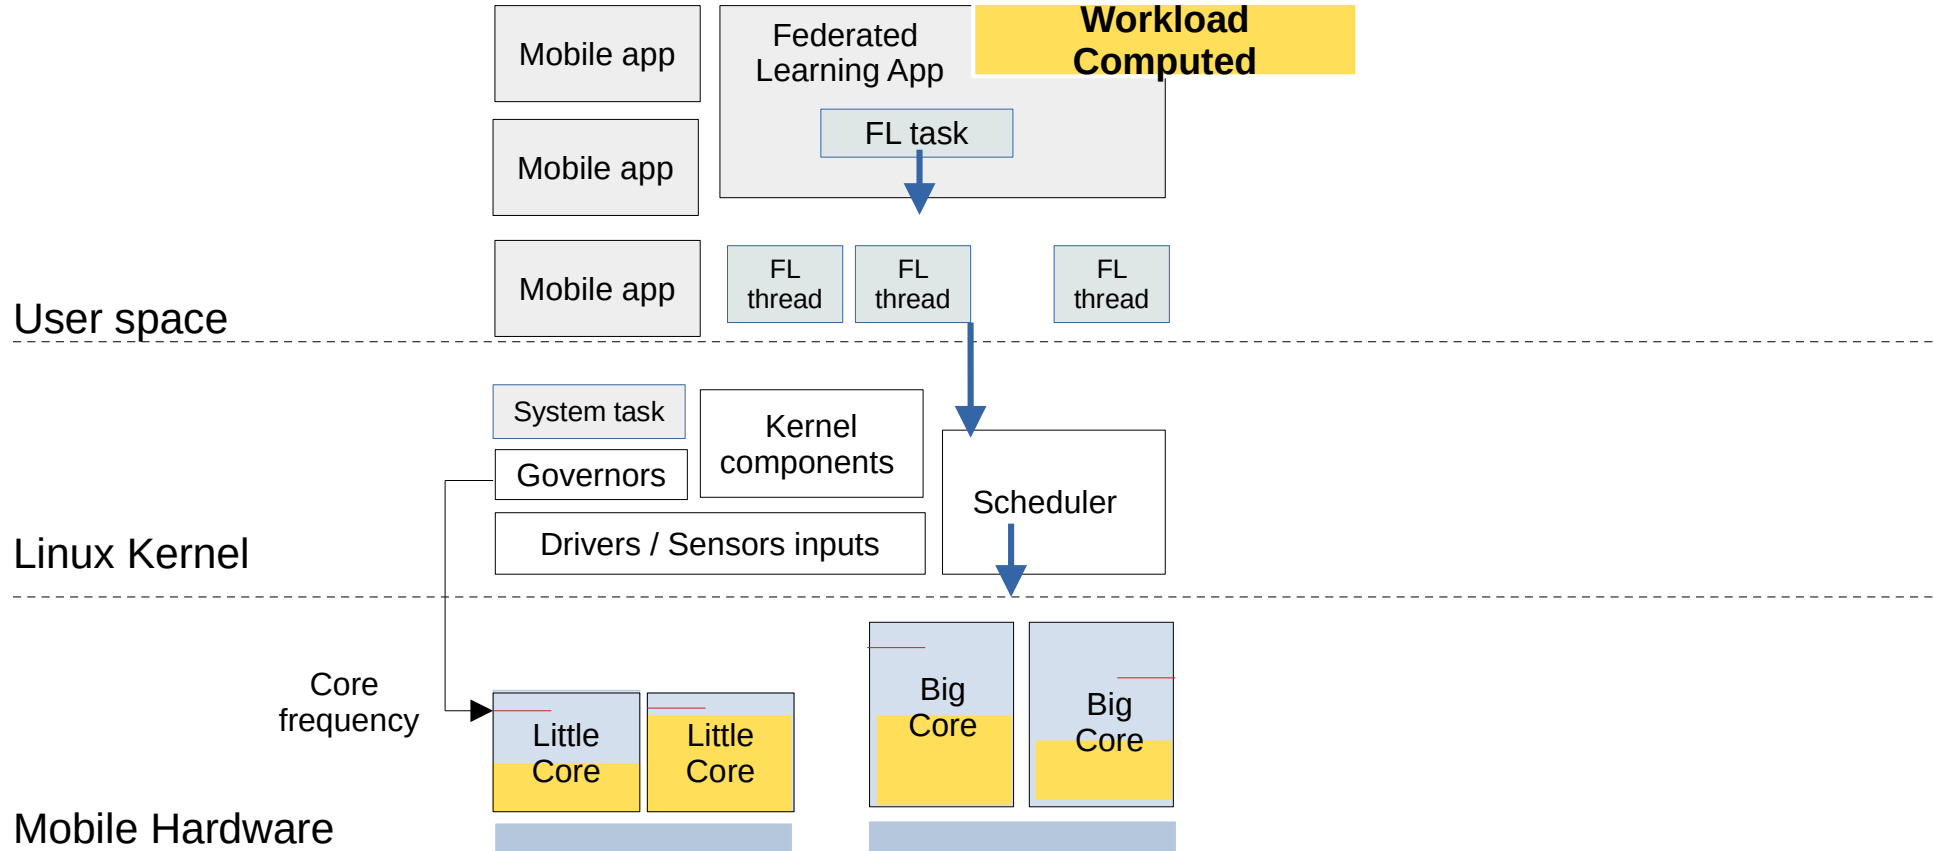 Workload
Computed
Mobile app
Federated
Learning App
FL task
Mobile app
Mobile app
FL
thread
FL
thread
FL
thread
User space
System task
Kernel
components
Governors
Scheduler
Drivers / Sensors inputs
Linux Kernel
Core
frequency
Little
Core
Little
Core
Big
Core
Big
Core
Mobile Hardware